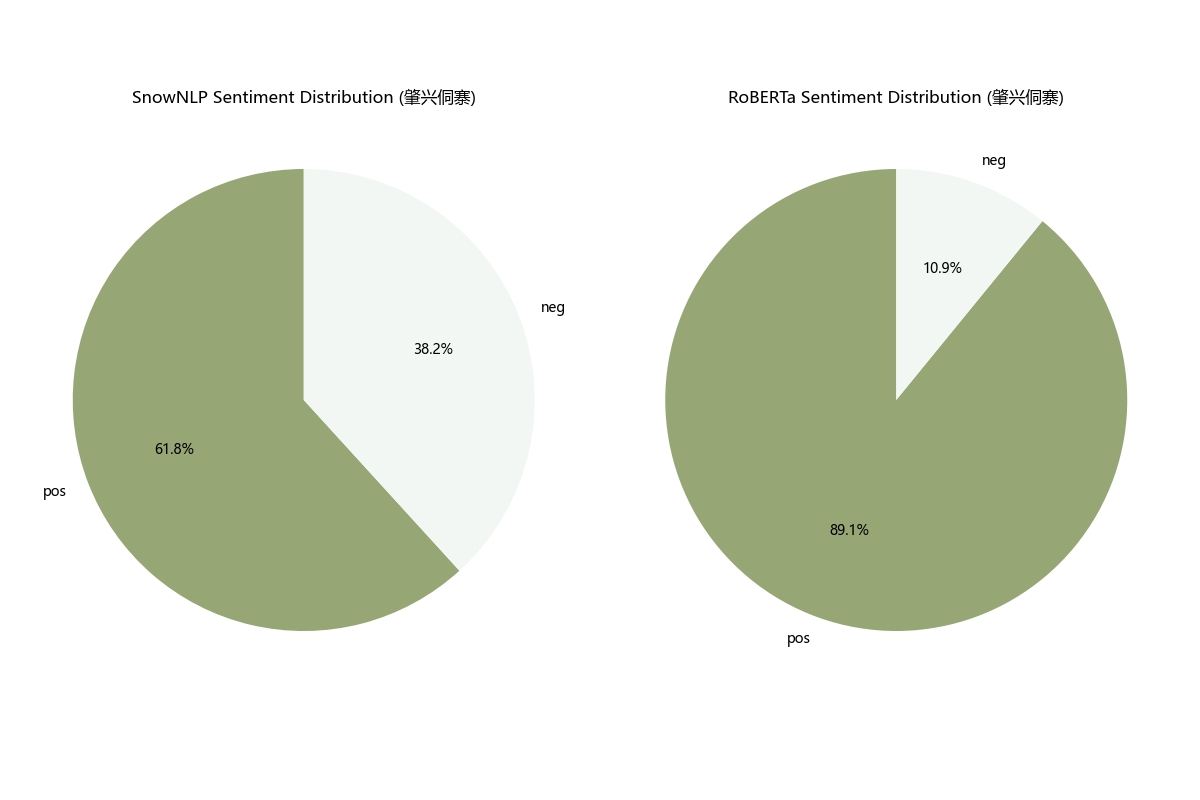 SnowNLP Sentiment Distribution (肇兴侗寨)
neg
38.2%
61.8%
pos
RoBERTa Sentiment Distribution (肇兴侗寨)
neg
10.9%
89.1%
pos